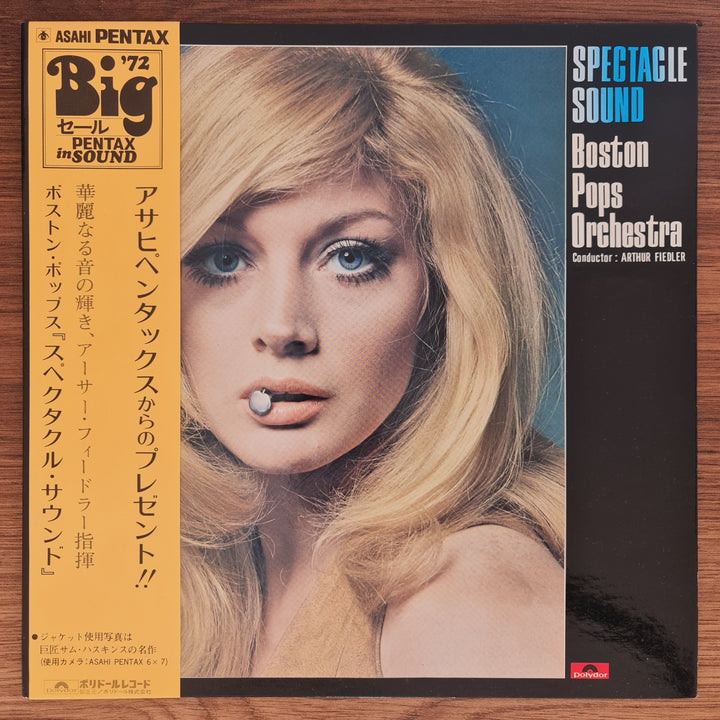 ASAHI PENTAX
'72
Big
セール
PENTAX
in SOUND
アサヒペンタックスからのプレゼント!!
華麗なる音の輝き、アーサー・フィードラー指揮
ボストン・ポップス『スペクタクル・サウンド』
●ジャケット使用写真は
巨匠サム・ハスキンスの名作
(使用カメラ:ASAHI PENTAX 6×7)
Polydor
ポリドールレコード
SPECTACLE
SOUND
Boston
Pops
Orchestra
Conductor : ARTHUR FIEDLER
Polydor